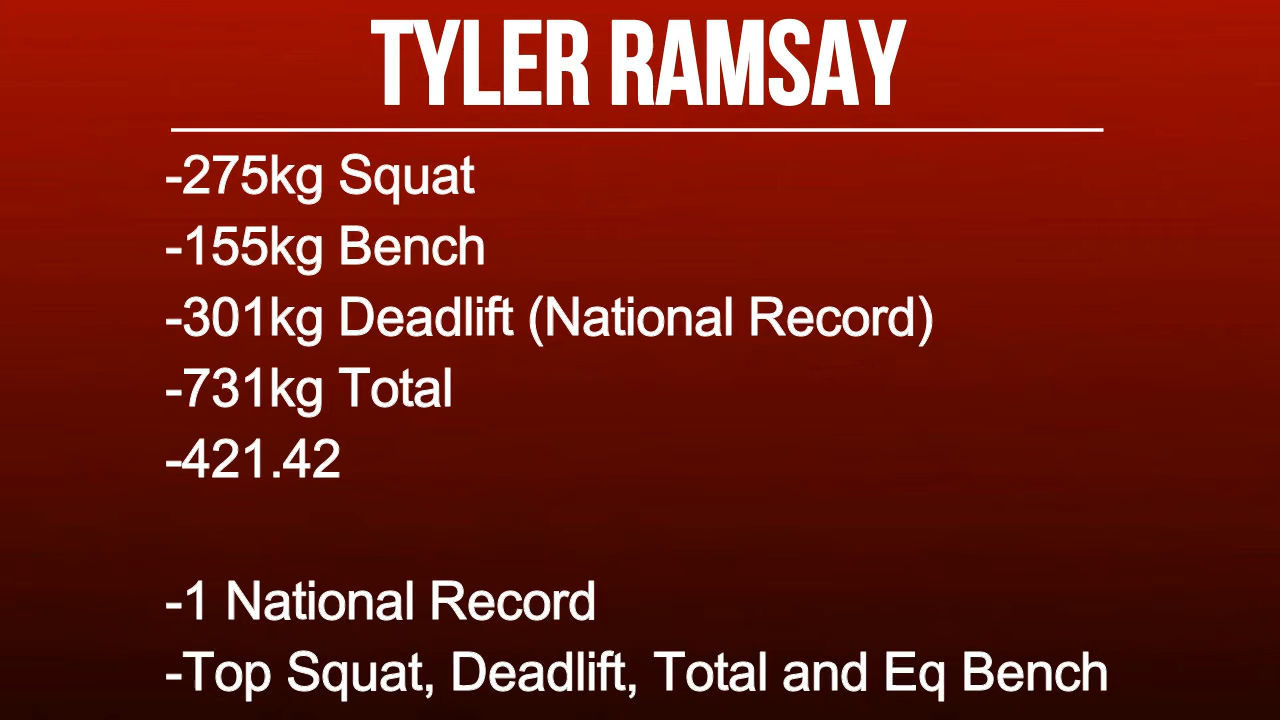 TYLER RAMSAY
-275kg Squat
-155kg Bench
-301kg Deadlift (National Record)
-731kg Total
-421.42
-1 National Record
-Top Squat, Deadlift, Total and Eq Bench